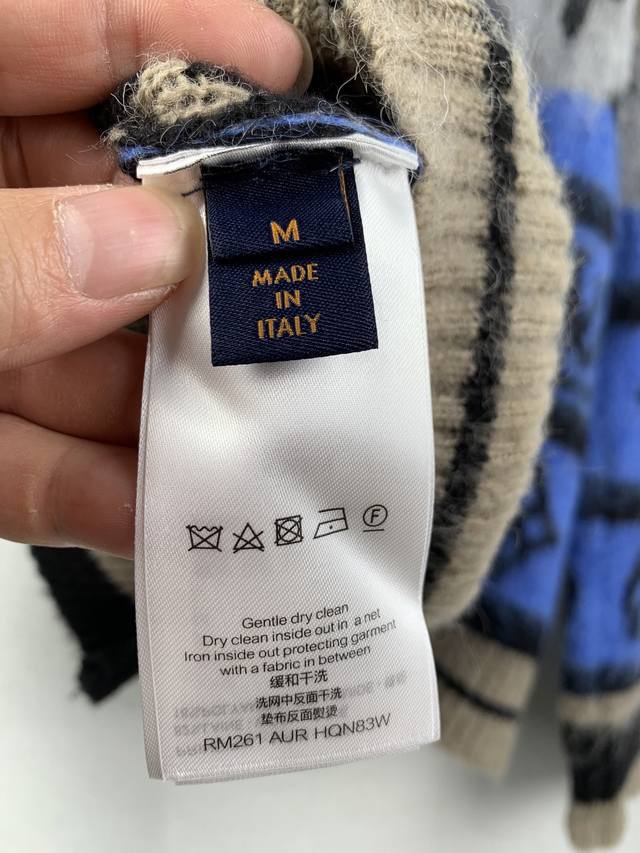 M
MADE
IN
ITALY
F
Gentle dry clean
Dry clean inside out in a net
Iron inside out protecting garment
with a fabric in between
缓和干洗
洗网中反面干洗
垫布反面熨烫
RM261 AUR HQN83W